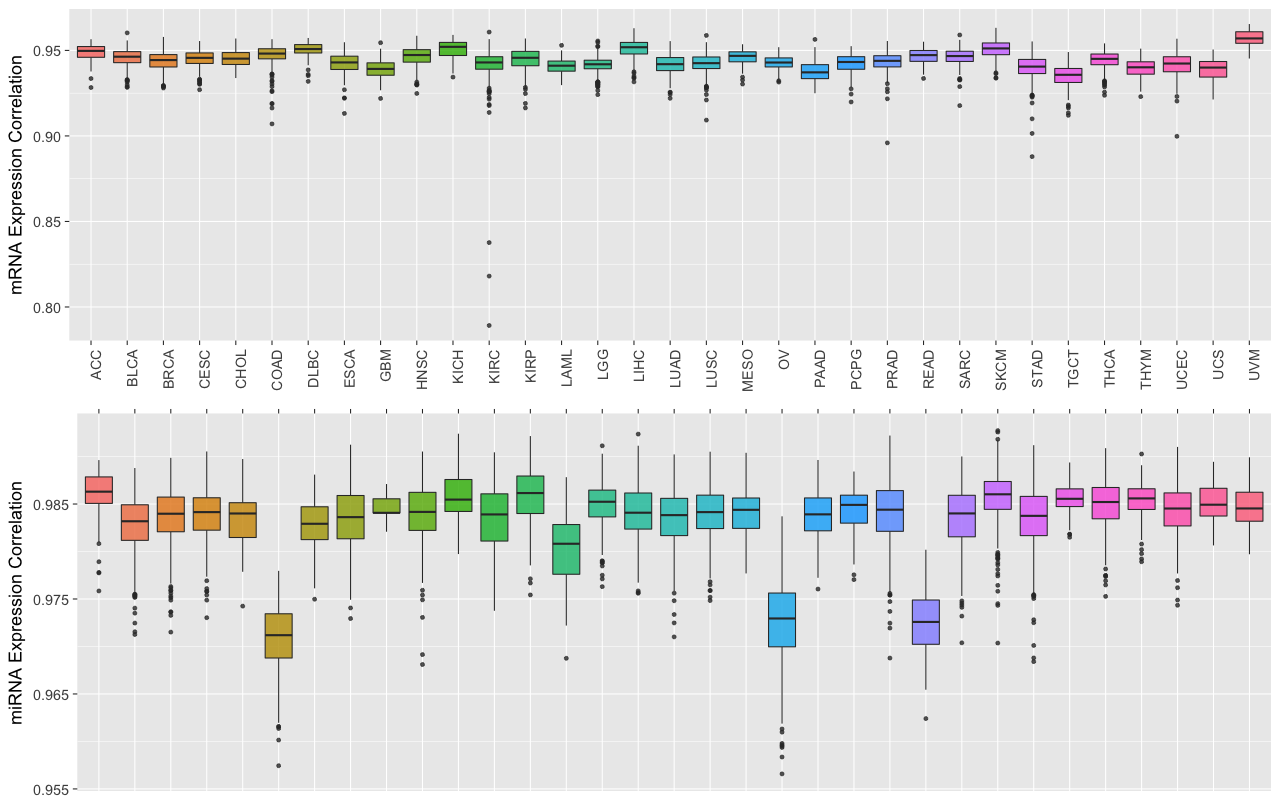 mRNA Expression Correlation
0.95
0.90
0.85
0.80
ACC BLCA BRCA CESC CHOL COAD DLBC ESCA GBM HNSC KICH KIRC KIRP LAML LGG LIHC LUAD LUSC MESO OV PAAD PCPG PRAD READ SARC SKCM STAD TGCT THCA THYM UCEC UCS UVM
miRNA Expression Correlation
0.985
0.975
0.965
0.955